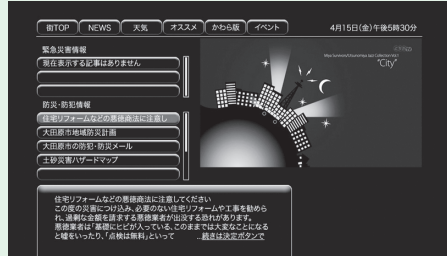 街TOP NEWS 天気 オススメ かわら版 イベント 4月15日(金)午後5時30分
緊急災害情報
現在表示する記事はありません
"City"
防災・防犯情報
住宅リフォームなどの悪徳商法に注意し
大田原市地域防災計画
大田原市の防犯・防災メール
土砂災害ハザードマップ
住宅リフォームなどの悪徳商法に注意してください
この度の災害につけ込み、必要のない住宅リフォームや工事を勧めら
れ、過剰な金額を請求する悪徳業者が出没する恐れがあります。
悪徳業者は「基礎にヒビが入っている、このままでは大変なことになる
と嘘をいったり、「点検は無料」といって ...続きは決定ボタンで